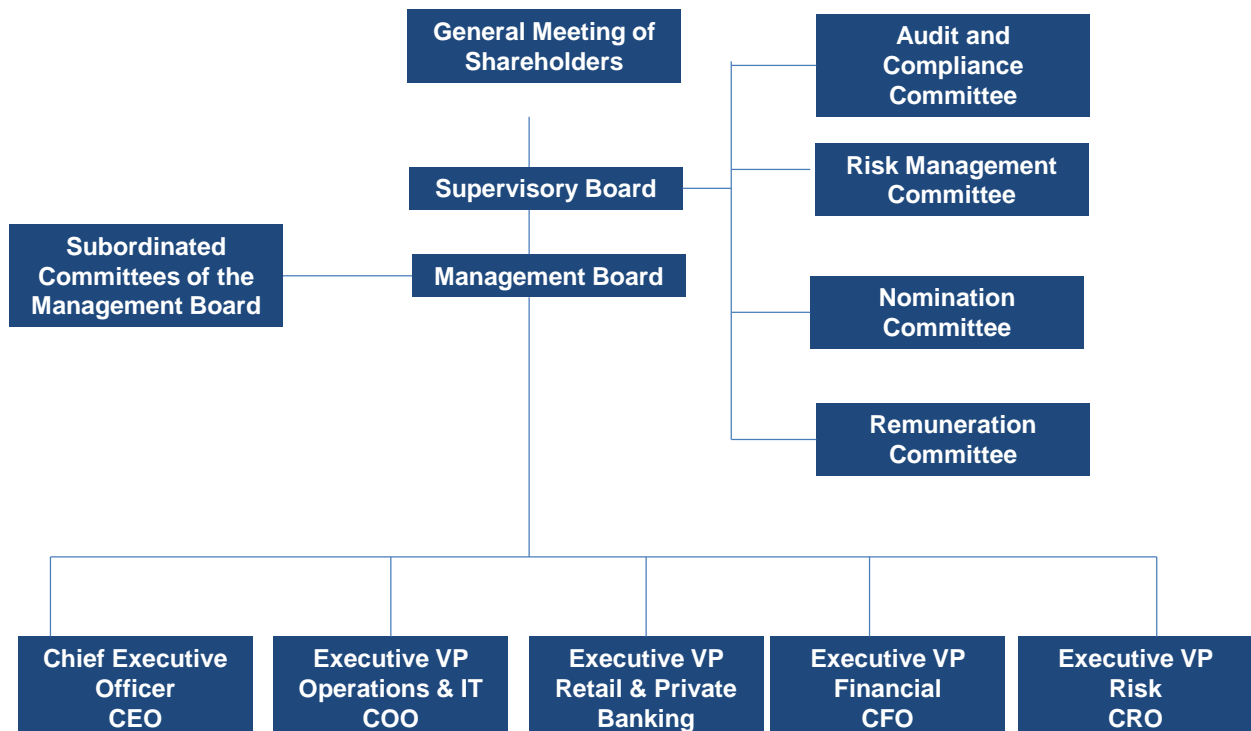 General Meeting of
Shareholders
Audit and
Compliance
Committee
Risk Management
Committee
Supervisory Board
Subordinated
Committees of the
Management Board
Management Board
Nomination
Committee
Remuneration
Committee
Chief Executive
Officer
CEO
Executive VP
Operations & IT
COO
Executive VP
Retail & Private
Banking
Executive VP
Financial
CFO
Executive VP
Risk
CRO